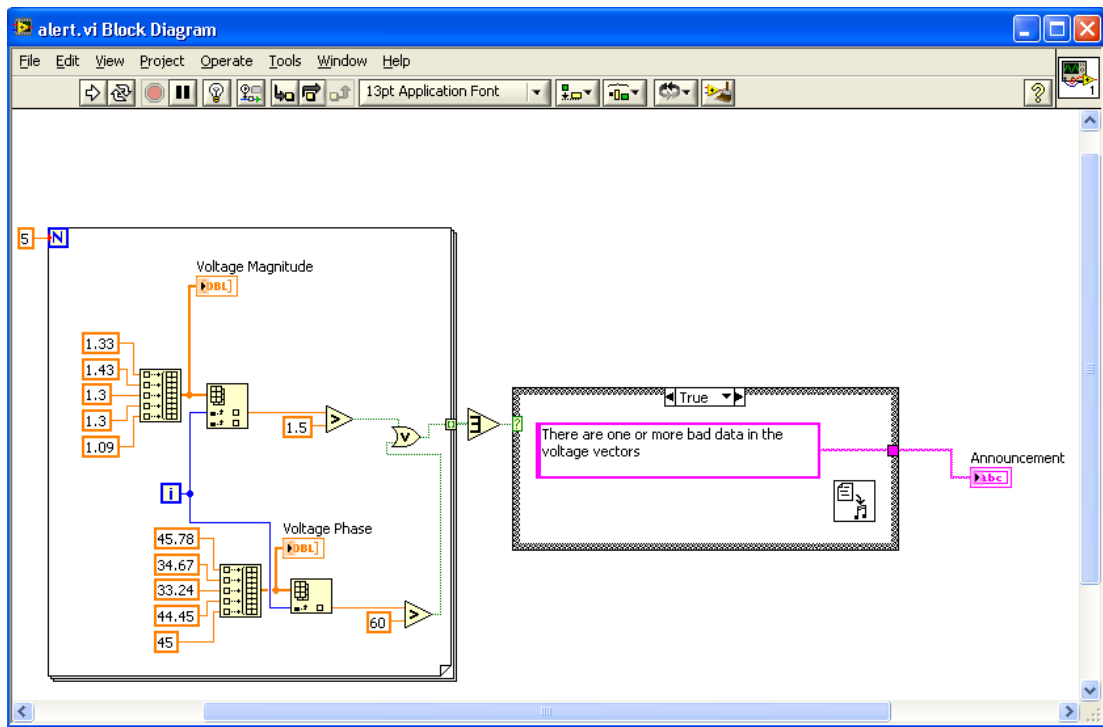 alert.vi Block Diagram
File Edit View Project Operate Tools Window Help
13pt Application Font
1
5
N
Voltage Magnitude
DBL]
1.33
1.43
1.3
1.3
1.09
1.5
>
V
i
Voltage Phase
DBL]
45.78
34.67
33.24
44.45
45
60
>
∃
True
?
There are one or more bad data in the
voltage vectors
Announcement
abc